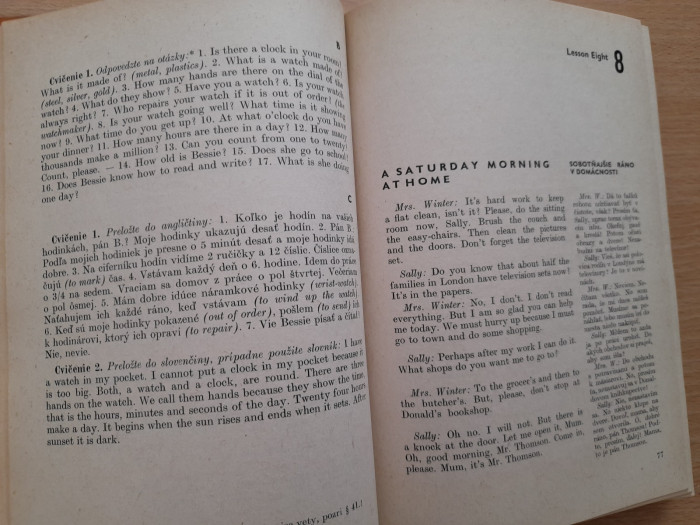 B
Cvičenie 1. Odpovedzte na otázky:* 1. Is there a clock in your room?
What is it made of? (metal, plastics). 2. What is a watch made of?
(steel, silver, gold). 3. How many hands are there on the dial of the
watch? 4. What do they show? 5. Have you a watch? 6. Is your watch
always right? 7. Who repairs your watch if it is out of order? (the
watchmaker). 8. Is your watch going well? What time is it showing
now? 9. What time do you get up? 10. At what o'clock do you have
your dinner? 11. How many hours are there in a day? 12. How many
thousands make a million? 13. Can you count from one to twenty?
Count, please. — 14. How old is Bessie? 15. Does she go to school?
16. Does Bessie know how to read and write? 17. What is she doing
one day?
C
Cvičenie 1. Preložte do angličtiny: 1. Koľko je hodín na vašich
hodinkách, pán B.? Moje hodinky ukazujú desať hodín. 2. Pán B.
Podľa mojich hodiniek je presne o 5 minút desať a moje hodinky idú
dobre. 3. Na ciferníku hodín vidíme 2 ručičky a 12 číslic. Číslice označujú
(to mark) čas. 4. Vstávam každý deň o 6. hodine. Idem do práce
o 3/4 na sedem. Vraciam sa domov z práce o pol štvrtej. Večeriam
o pol ôsmej. 5. Mám dobre idúce náramkové hodinky (wrist-watch).
Naťahujem ich každé ráno, keď vstávam (to wind up the watch).
6. Keď sú moje hodinky pokazené (out of order), pošlem (to send) ich
k hodinárovi, ktorý ich opraví (to repair). 7. Vie Bessie písať a čítať?
Nie, nevie.
Cvičenie 2. Preložte do slovenčiny, prípadne použite slovník: I have
a watch in my pocket. I cannot put a clock in my pocket because it
is too big. Both, a watch and a clock, are round. There are three
hands on the watch. We call them hands because they show the time,
that is the hours, minutes and seconds of the day. Twenty four hours
make a day. It begins when the sun rises and ends when it sets. After
sunset it is dark.
vety, pozri § 41.!
Lesson Eight 8
A SATURDAY MORNING
AT HOME
Mrs. Winter: It's hard work to keep
a flat clean, isn't it? Please, do the sitting
room now, Sally. Brush the coach and
the easy-chairs. Then clean the pictures
and the doors. Don't forget the television
set.
Sally: Do you know that about half the
families in London have television sets now?
It's in the papers.
Mrs. Winter: No, I don't. I don't read
everything. But I am so glad you can help
me today. We must hurry up because I must
go to town and do some shopping.
Sally: Perhaps after my work I can do it.
What shops do you want me to go to?
Mrs. Winter: To the grocer's and then to
the butcher's. But, please, don't stop at
Donald's bookshop.
Sally: Oh no. I will not. But there is
a knock at the door. Let me open it, Mum.
Oh, good morning, Mr. Thomson. Come in,
please. Mum, it's Mr. Thomson.
SOBOTŇAJŠIE RÁNO
V DOMÁCNOSTI
77